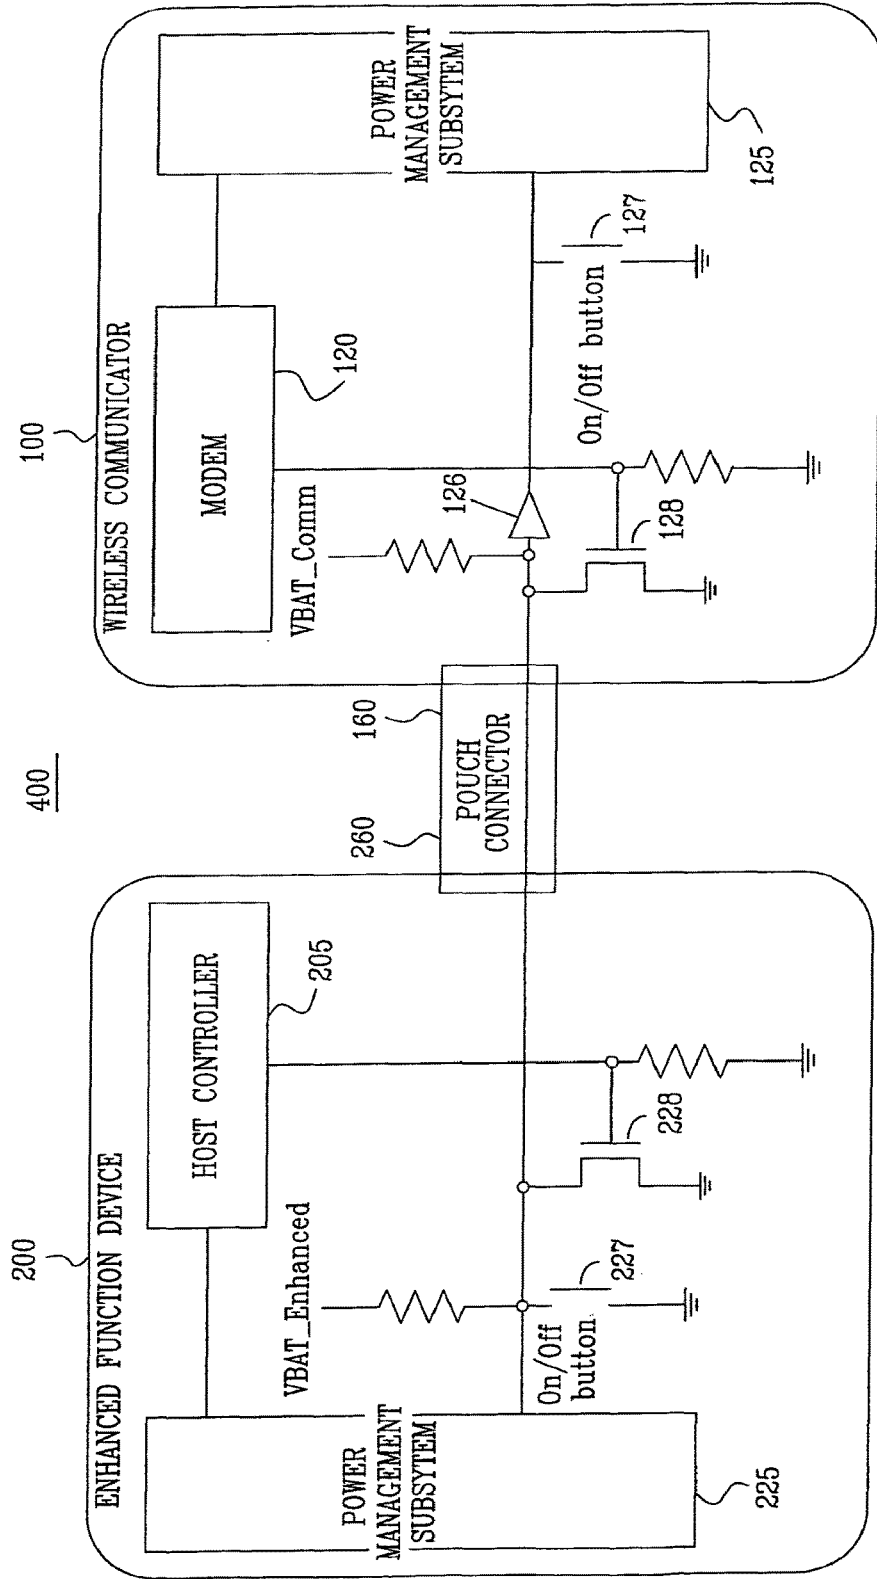 400
200
ENHANCED FUNCTION DEVICE
HOST CONTROLLER
205
VBAT_Enhanced
POWER
MANAGEMENT
SUBSYTEM
225
On/Off
button
227
228
260
160
POUCH
CONNECTOR
100
WIRELESS COMMUNICATOR
MODEM
120
VBAT_Comm
126
128
On/Off button
127
POWER
MANAGEMENT
SUBSYTEM
125